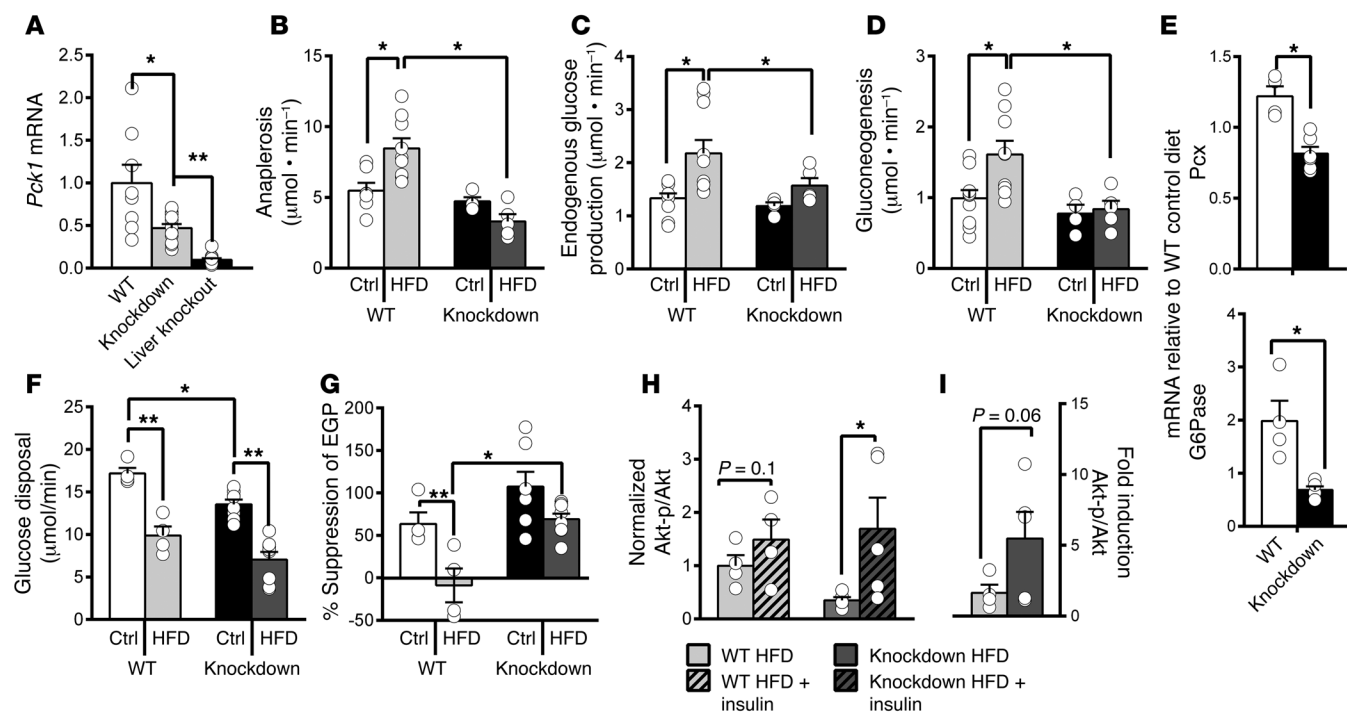 A
Pck1 mRNA
2.5
2.0
1.5
1.0
0.5
0.0
*
**
WT
Knockdown
Liver knockout
B
Anaplerosis
(µmol • min⁻¹)
15
10
5
0
*
*
Ctrl HFD Ctrl HFD
WT Knockdown
C
Endogenous glucose
production (µmol • min⁻¹)
4
3
2
1
0
*
*
Ctrl HFD Ctrl HFD
WT Knockdown
D
Gluconeogenesis
(µmol • min⁻¹)
3
2
1
0
*
*
Ctrl HFD Ctrl HFD
WT Knockdown
E
mRNA relative to WT control diet
Pcx
1.5
1.0
0.0
*
G6Pase
4
3
2
1
0
*
WT
Knockdown
F
Glucose disposal
(µmol/min)
25
20
15
10
5
0
*
**
**
Ctrl HFD Ctrl HFD
WT Knockdown
G
% Suppression of EGP
200
150
100
50
0
-50
**
*
Ctrl HFD Ctrl HFD
WT Knockdown
H
Normalized
Akt-p/Akt
4
3
2
1
0
P = 0.1
*
I
P = 0.06
15
10
5
0
Fold induction
Akt-p/Akt
WT HFD
WT HFD +
insulin
Knockdown HFD
Knockdown HFD +
insulin